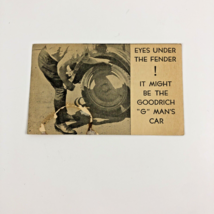 EYES UNDER
THE FENDER
!
IT MIGHT
BE THE
GOODRICH
"G" MAN'S
CAR